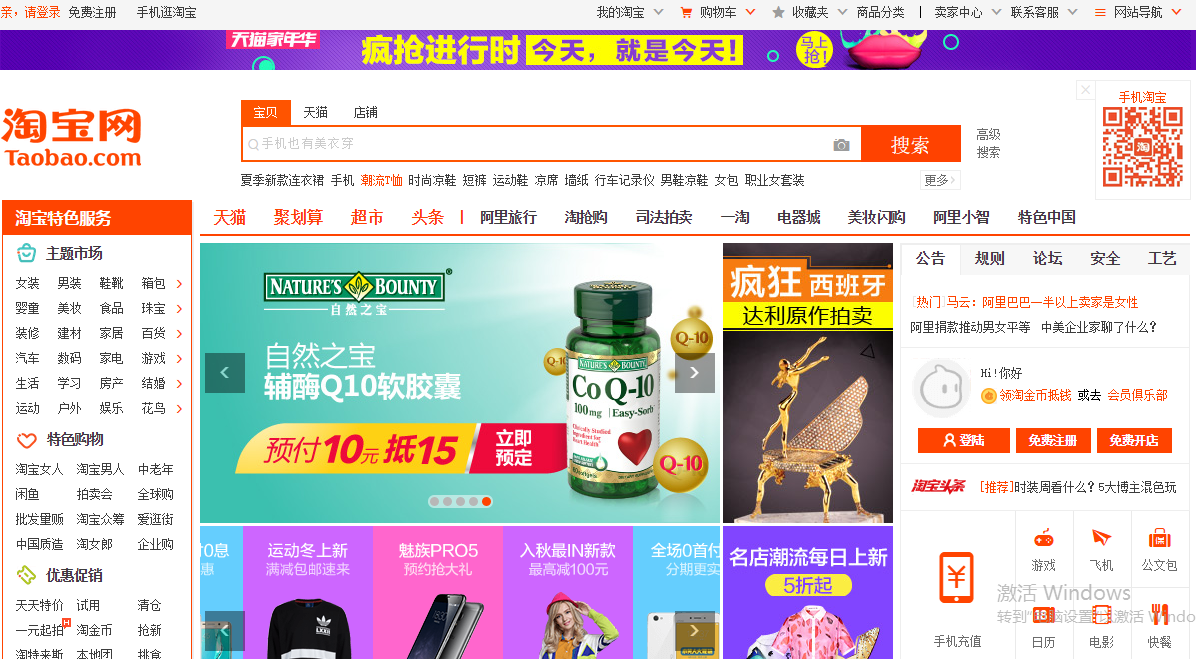 亲，请登录 免费注册 手机逛淘宝 我的淘宝 购物车 收藏夹 商品分类 | 卖家中心 联系客服 网站导航
天猫家年华 疯抢进行时 今天，就是今天! 马上抢!
手机淘宝
宝贝 天猫 店铺
淘宝网
Taobao.com
手机也有美衣穿 搜索 高级搜索
淘
夏季新款连衣裙 手机 潮流T恤 时尚凉鞋 短裤 运动鞋 凉席 墙纸 行车记录仪 男鞋凉鞋 女包 职业女套装 更多
淘宝特色服务
天猫 聚划算 超市 头条 | 阿里旅行 淘抢购 司法拍卖 一淘 电器城 美妆闪购 阿里小智 特色中国
主题市场
女装 男装 鞋靴 箱包
婴童 美妆 食品 珠宝
装修 建材 家居 百货
汽车 数码 家电 游戏
生活 学习 房产 结婚
运动 户外 娱乐 花鸟
特色购物
淘宝女人 淘宝男人 中老年
闲鱼 拍卖会 全球购
批发量贩 淘宝众筹 爱逛街
中国质造 淘女郎 企业购
优惠促销
天天特价 试用 清仓
一元起拍 H 淘金币 抢新
淘特莱斯 本地团 挑食
NATURE'S BOUNTY
自然之宝
自然之宝
辅酶Q10软胶囊
预付10元抵15 立即预定
NATURE'S BOUNTY
Co Q-10
100 mg | Easy-Sorb
Clinically Studied
Ingredient for
Heart Health
Q-10
Q-10
Q-10
疯狂西班牙
达利原作拍卖
公告 规则 论坛 安全 工艺
热门 马云：阿里巴巴一半以上卖家是女性
阿里捐款推动男女平等 中美企业家聊了什么?
Hi!你好
领淘金币抵钱 或去 会员俱乐部
登陆 免费注册 免费开店
淘宝头条 [推荐]时装周看什么? 5大博主混色玩
游戏 飞机 公文包
手机充值 日历 电影 快餐
18
激活 Windows
转到"电脑设置"以激活 Windo
0息
惠
运动冬上新
满减包邮速来
LKAR
魅族PRO5
预约抢大礼
入秋最IN新款
最高减100元
全场0首付
分期更实
名店潮流每日上新
5折起